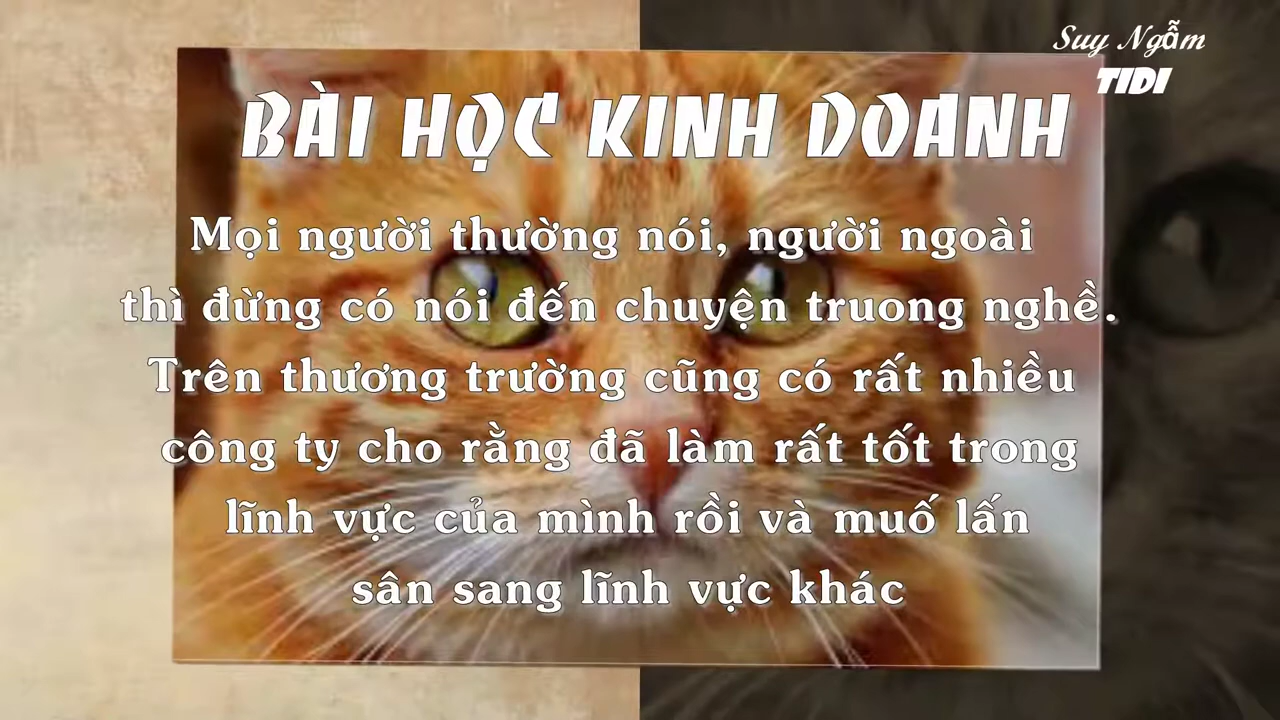 Suy Ngẫm
TIDI
BÀI HỌC KINH DOANH
Mọi người thường nói, người ngoài
thì đừng có nói đến chuyện truong nghề.
Trên thương trường cũng có rất nhiều
công ty cho rằng đã làm rất tốt trong
lĩnh vực của mình rồi và muố lấn
sân sang lĩnh vực khác